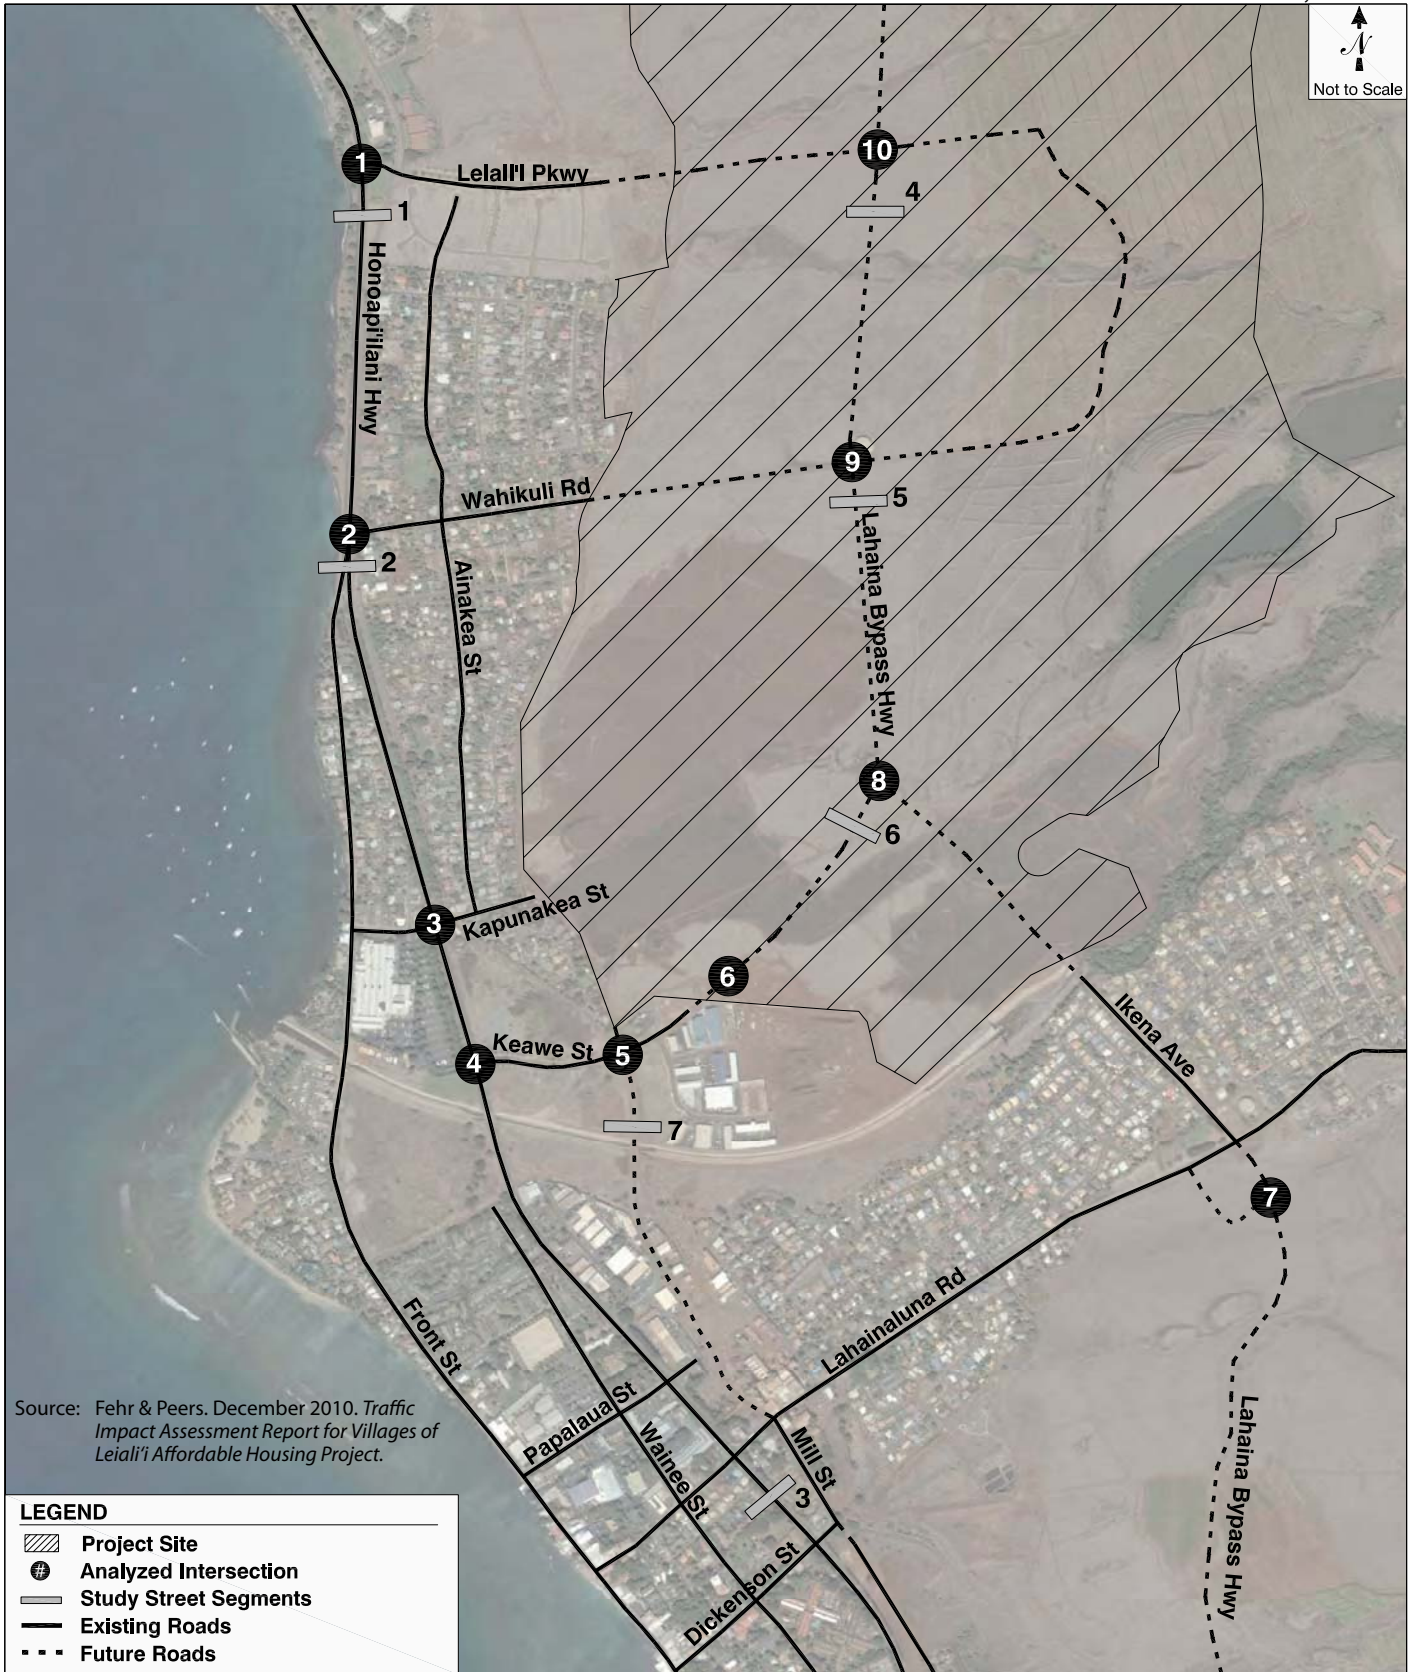 N
Not to Scale
10
1
Lelali'I Pkwy
4
1
Honoapi'ilani Hwy
9
Wahikuli Rd
5
2
2
Lahaina Bypass Hwy
Ainakea St
8
6
Kapunakea St
3
6
Ikena Ave
Keawe St
5
4
7
7
Lahainaluna Rd
Front St
Papalaua St
Lahaina Bypass Hwy
Wainee St
Mill St
3
Dickenson St
Source: Fehr & Peers. December 2010. Traffic
Impact Assessment Report for Villages of
Leiali'i Affordable Housing Project.
LEGEND
Project Site
# Analyzed Intersection
Study Street Segments
Existing Roads
Future Roads